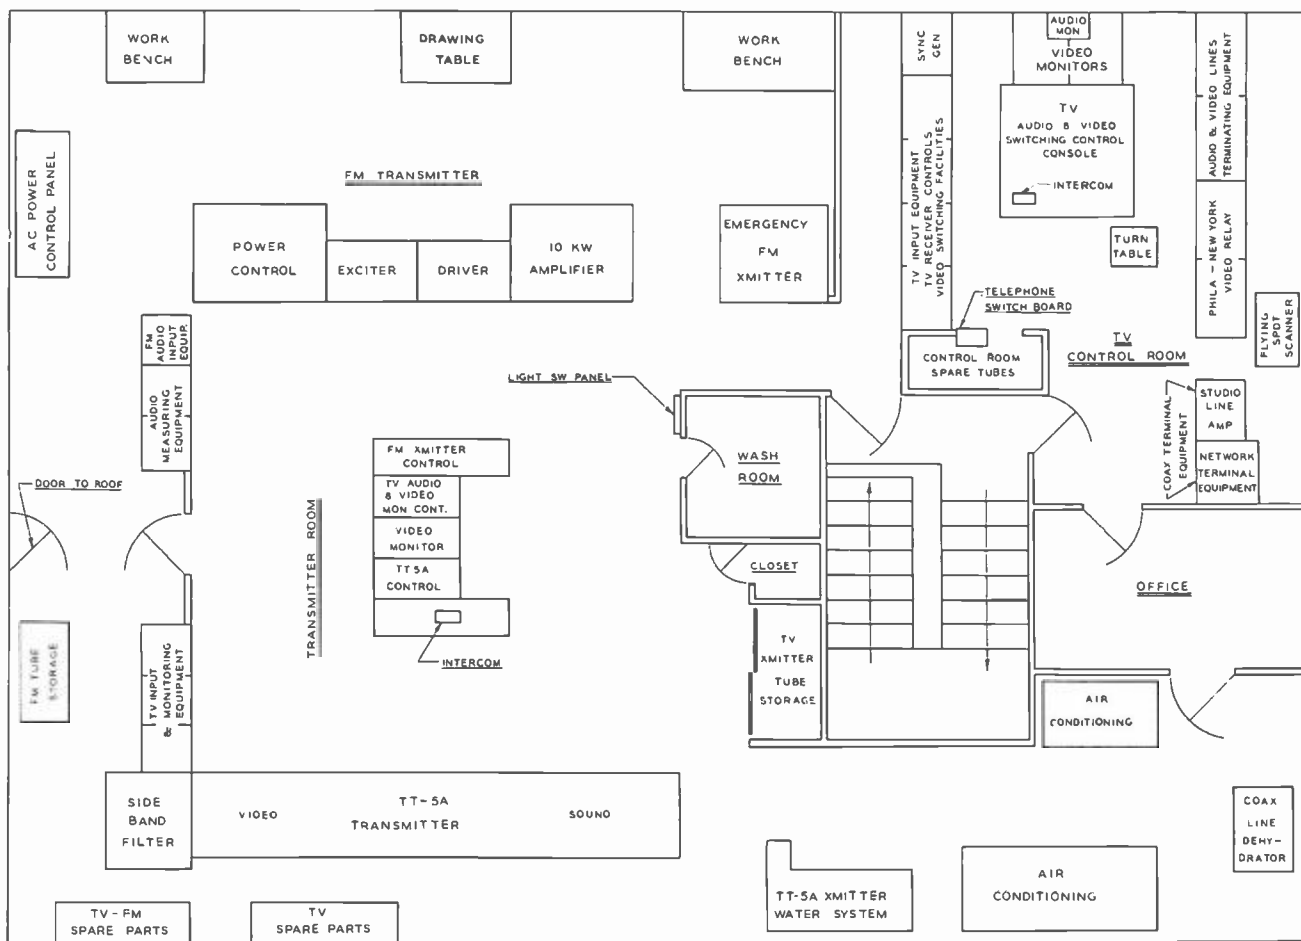 WORK
BENCH
DRAWING
TABLE
WORK
BENCH
SYNC
GEN
AUDIO
MON
VIDEO
MONITORS
AUDIO & VIDEO LINES
TERMINATING EQUIPMENT
TV
AUDIO & VIDEO
SWITCHING CONTROL
CONSOLE
INTERCOM
AC POWER
CONTROL PANEL
FM TRANSMITTER
POWER
CONTROL
EXCITER
DRIVER
10 KW
AMPLIFIER
EMERGENCY
FM
XMITTER
TV INPUT EQUIPMENT
TV RECEIVER CONTROLS
VIDEO SWITCHING FACILITIES
TURN
TABLE
PHILA - NEW YORK
VIDEO RELAY
TELEPHONE
SWITCH BOARD
FLYING
SPOT
SCANNER
FM
AUDIO
INPUT
EQUIP.
CONTROL ROOM
SPARE TUBES
TV
CONTROL ROOM
LIGHT SW PANEL
AUDIO
MEASURING
EQUIPMENT
COAX TERMINAL
EQUIPMENT
STUDIO
LINE
AMP
NETWORK
TERMINAL
EQUIPMENT
FM XMITTER
CONTROL
TV AUDIO
& VIDEO
MON CONT.
VIDEO
MONITOR
TT5A
CONTROL
INTERCOM
WASH
ROOM
DOOR TO ROOF
TRANSMITTER ROOM
CLOSET
OFFICE
FM TUBE
STORAGE
TV INPUT
& MONITORING
EQUIPMENT
TV
XMITTER
TUBE
STORAGE
AIR
CONDITIONING
SIDE
BAND
FILTER
VIDEO
TT-5A
TRANSMITTER
SOUND
COAX
LINE
DEHY-
DRATOR
TT-5A XMITTER
WATER SYSTEM
AIR
CONDITIONING
TV-FM
SPARE PARTS
TV
SPARE PARTS